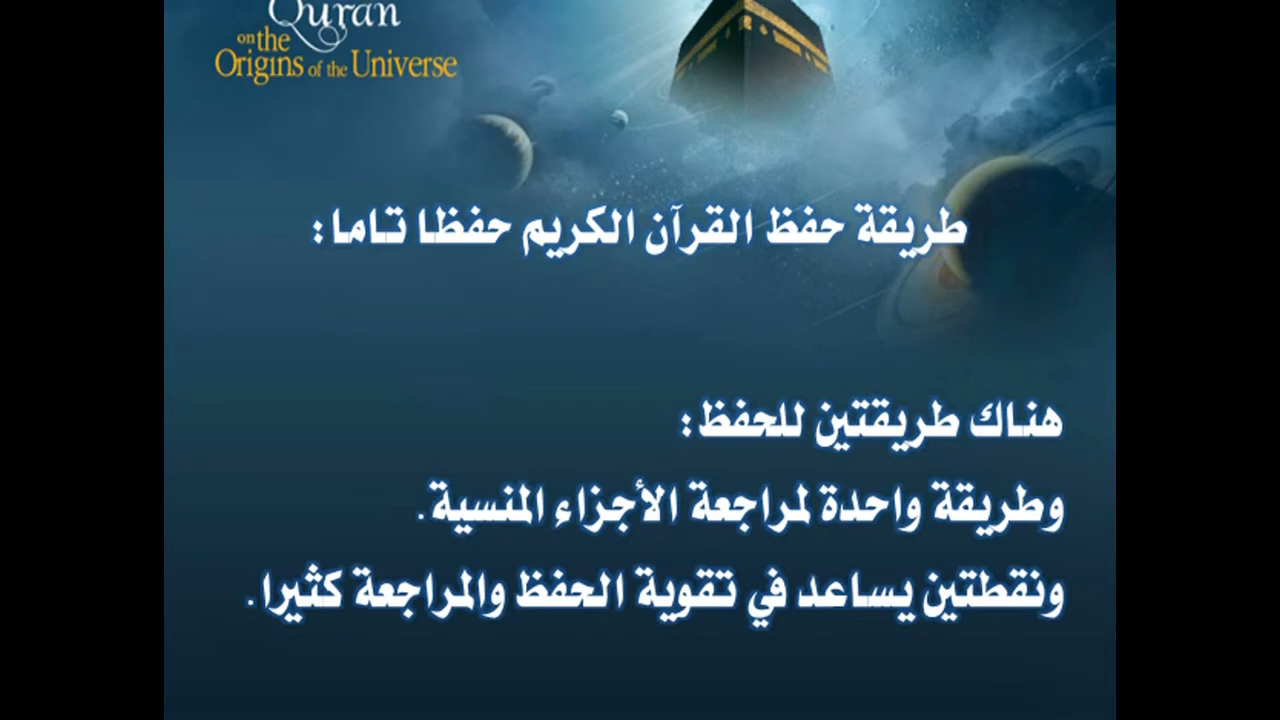 Quran
on the
Origins of the Universe
طريقة حفظ القرآن الكريم حفظا تاما:
هناك طريقتين للحفظ:
وطريقة واحدة لمراجعة الأجزاء المنسية.
ونقطتين يساعد في تقوية الحفظ والمراجعة كثيرا.